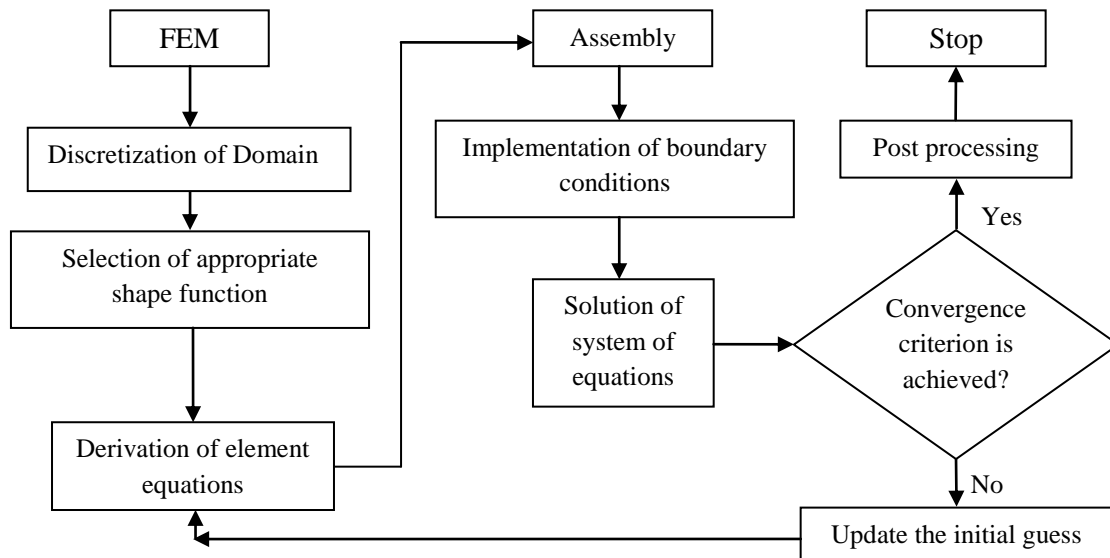 FEM
Discretization of Domain
Selection of appropriate
shape function
Derivation of element
equations
Assembly
Implementation of boundary
conditions
Solution of
system of
equations
Convergence
criterion is
achieved?
Yes
Post processing
Stop
No
Update the initial guess